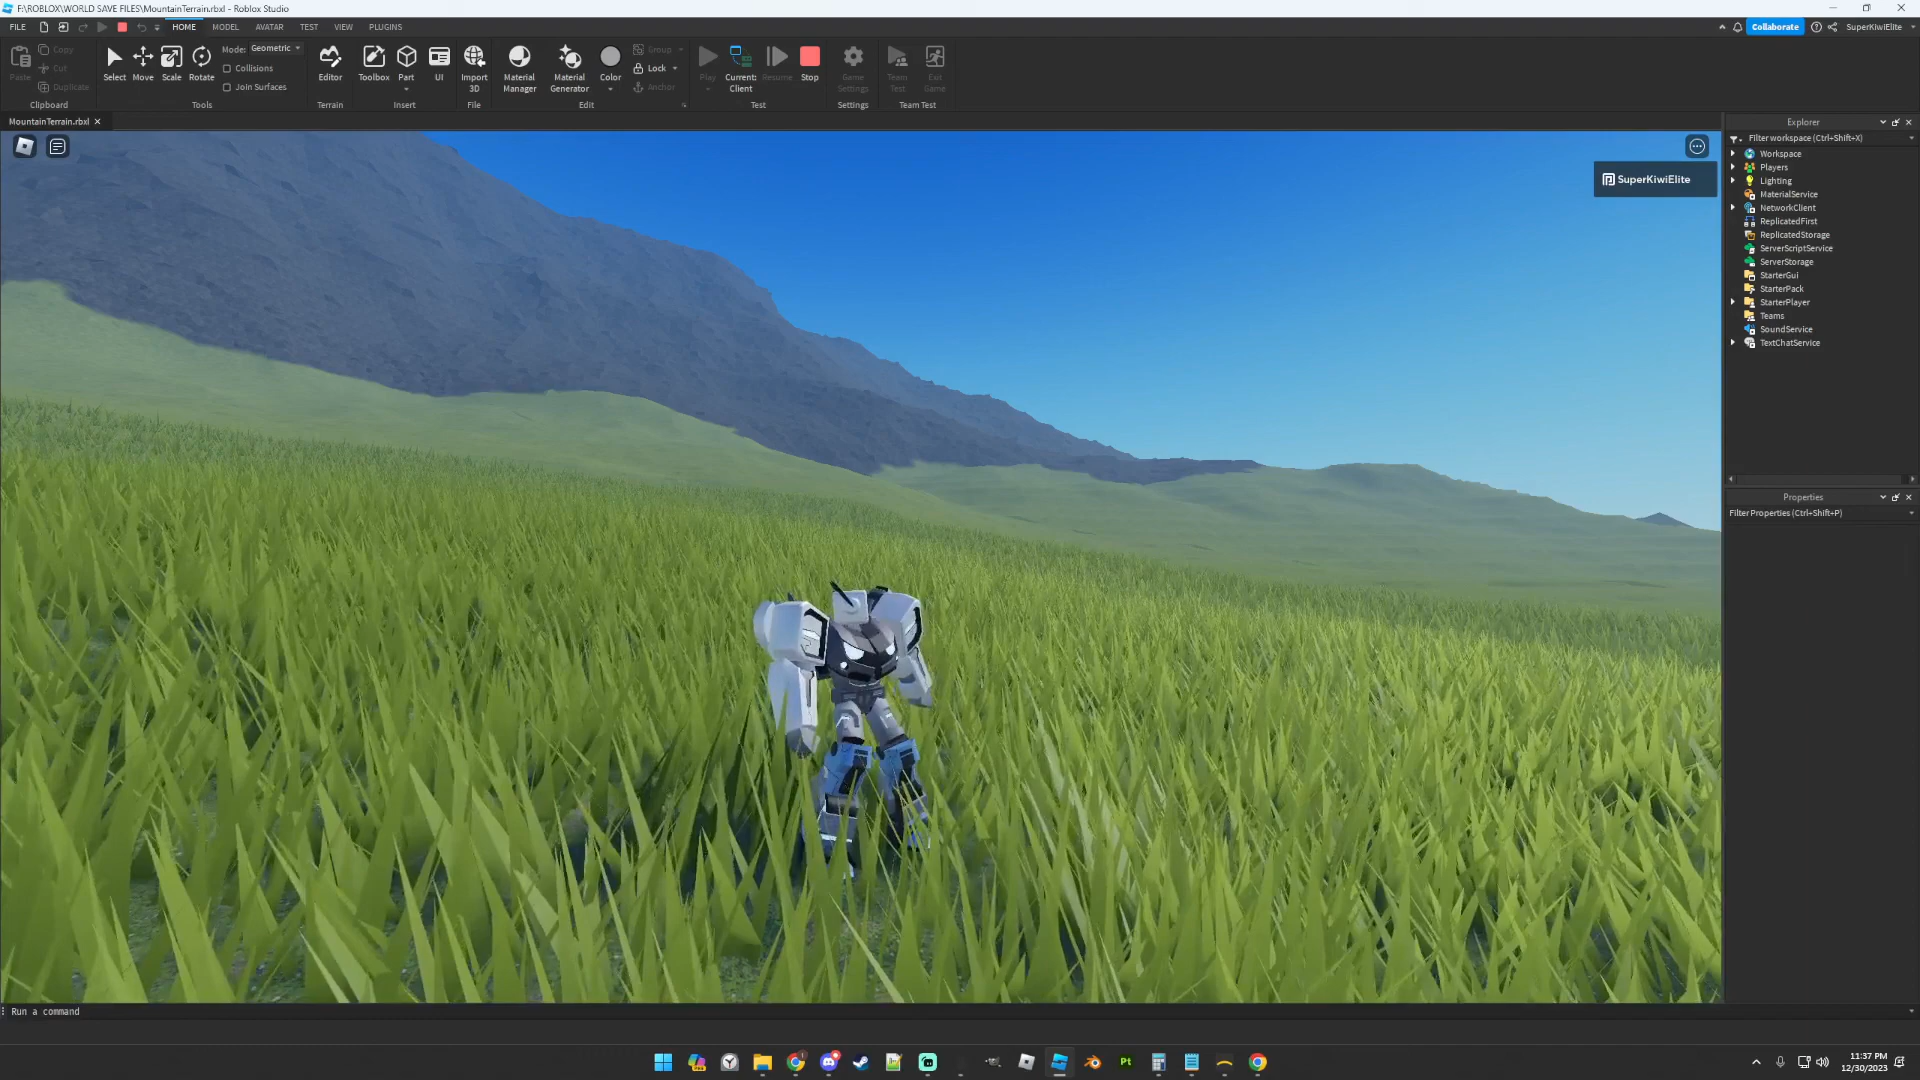 F:\ROBLOX\WORLD SAVE FILES\MountainTerrain.rbxl - Roblox Studio
FILE HOME MODEL AVATAR TEST VIEW PLUGINS Collaborate SuperKiwiElite
Paste Copy Cut Duplicate Clipboard
Select Move Scale Rotate Mode: Geometric Collisions Join Surfaces Tools
Editor Terrain
Toolbox Part UI Insert
Import 3D File
Material Manager Material Generator Color Group Lock Anchor Edit
Play Current: Client Resume Stop Test
Game Settings Settings
Team Test Exit Game Team Test
MountainTerrain.rbxl
SuperKiwiElite
Explorer
Filter workspace (Ctrl+Shift+X)
Workspace
Players
Lighting
MaterialService
NetworkClient
ReplicatedFirst
ReplicatedStorage
ServerScriptService
ServerStorage
StarterGui
StarterPack
StarterPlayer
Teams
SoundService
TextChatService
Properties
Filter Properties (Ctrl+Shift+P)
Run a command
Pt
11:37 PM
12/30/2023